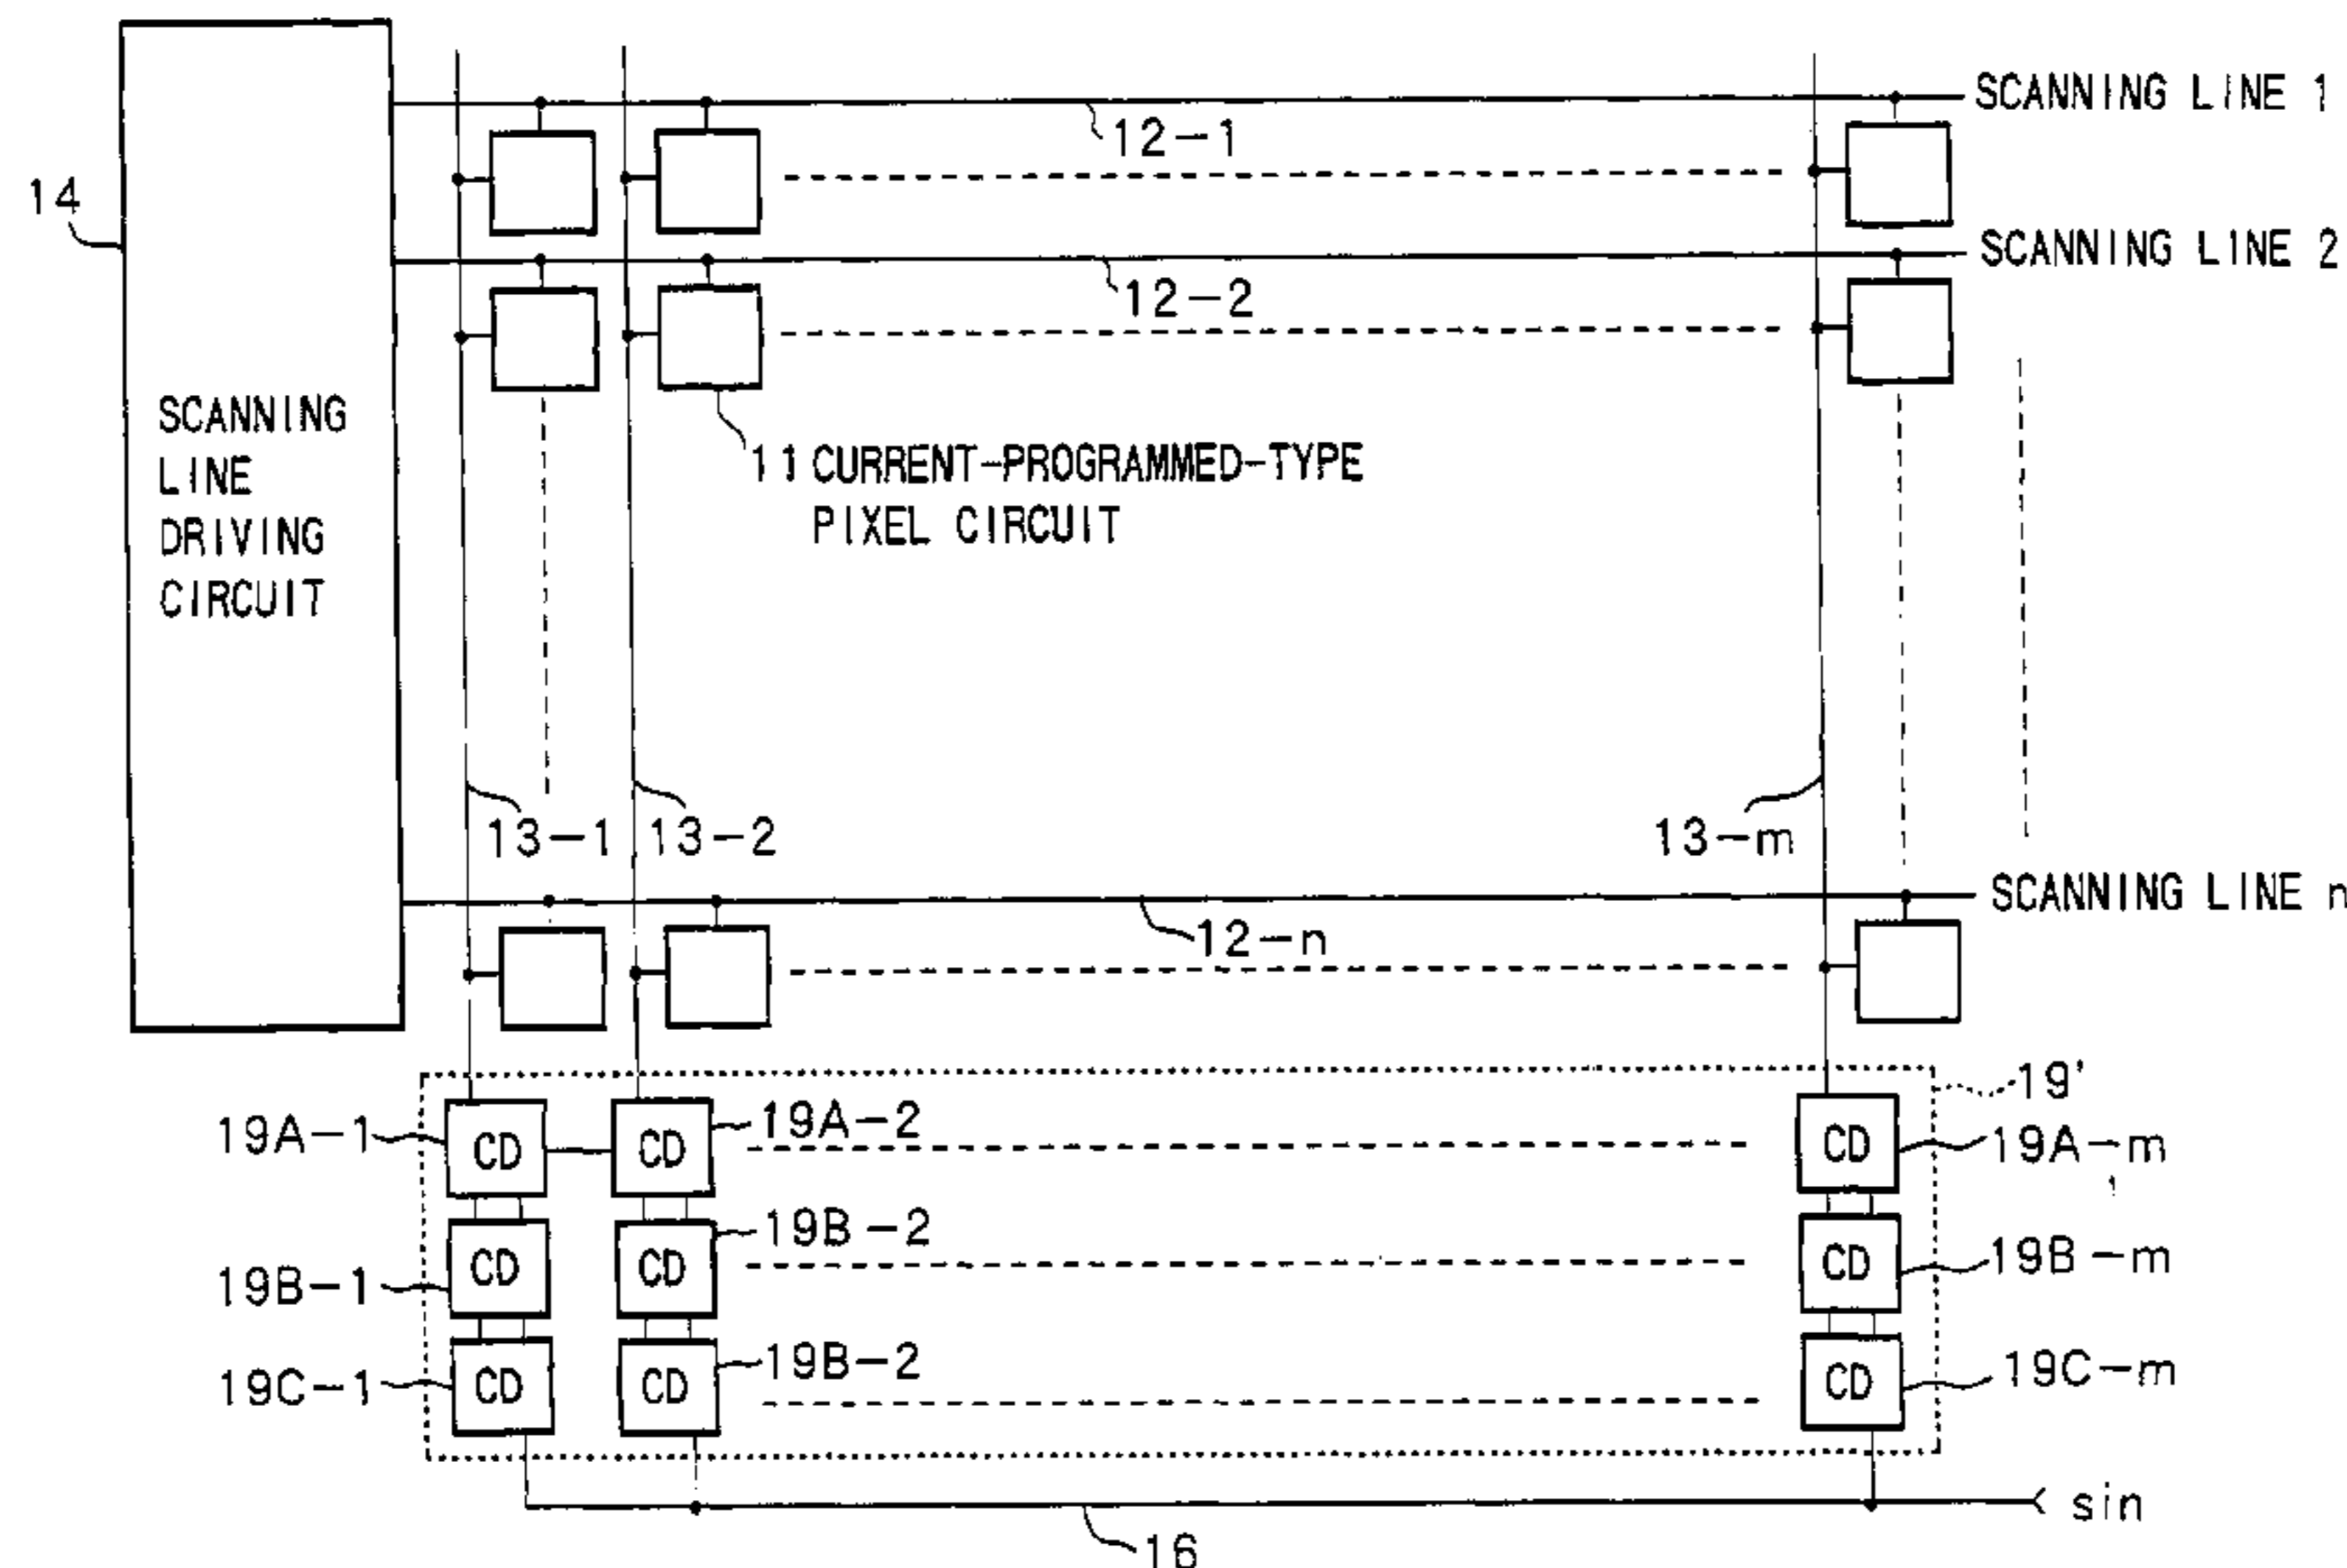 SCANNING LINE 1
12-1
14
SCANNING LINE 2
12-2
SCANNING
LINE
DRIVING
CIRCUIT
11 CURRENT-PROGRAMMED-TYPE
PIXEL CIRCUIT
13-1
13-2
13-m
SCANNING LINE n
12-n
19'
19A-1
CD
CD
19A-2
CD
19A-m
19B-1
CD
CD
19B-2
CD
19B-m
19C-1
CD
CD
19B-2
CD
19C-m
sin
16